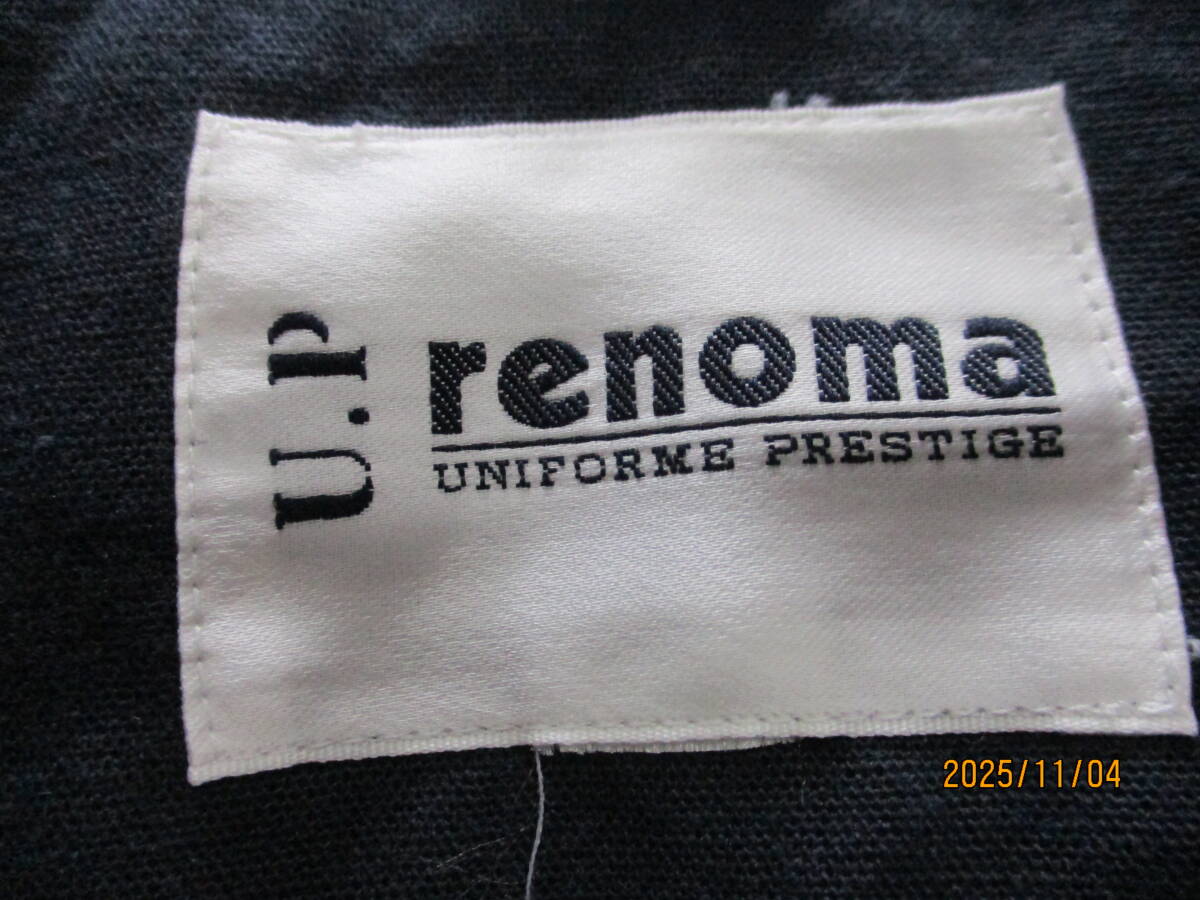 U.P
renoma
UNIFORME PRESTIGE
2025/11/04